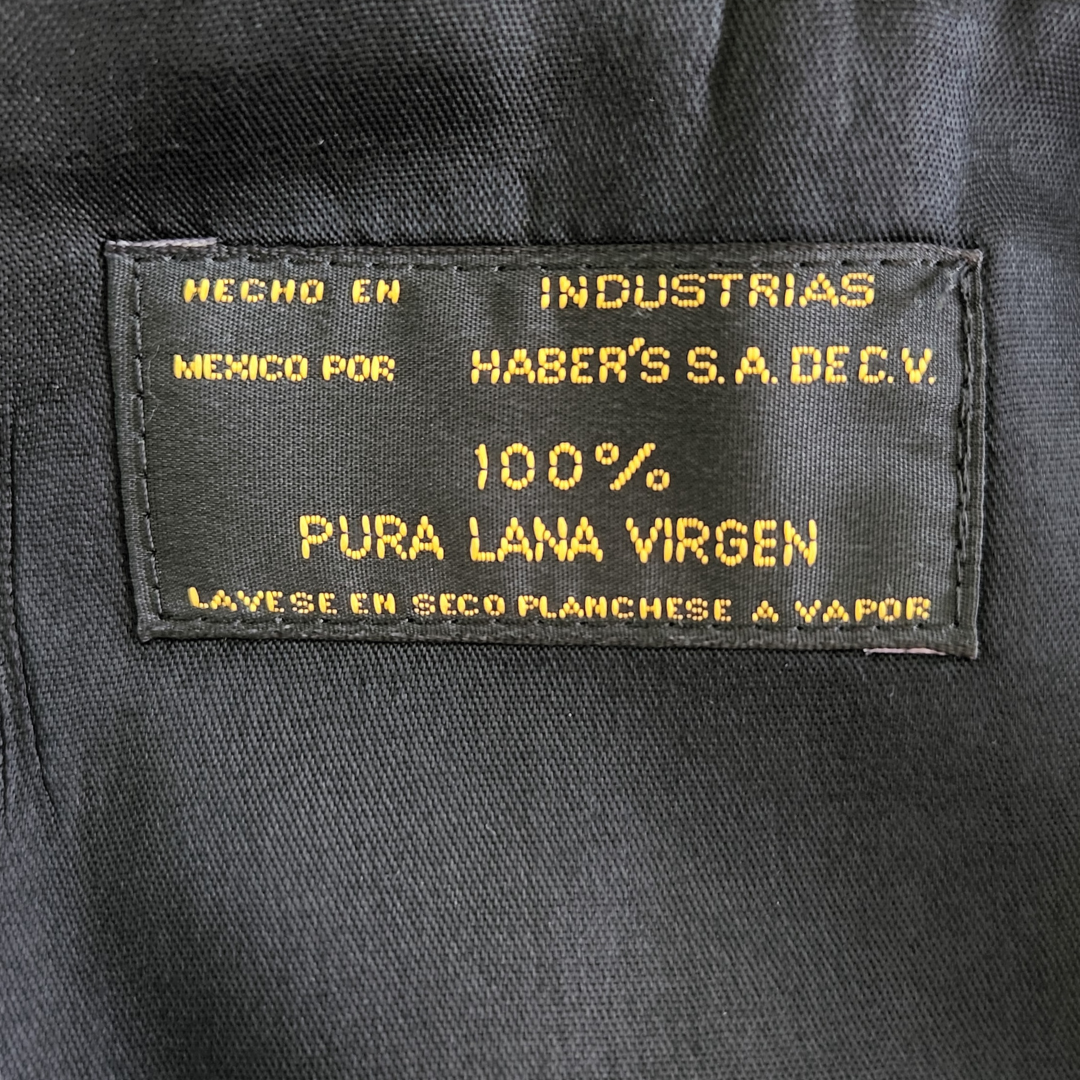 HECHO EN INDUSTRIAS
MEXICO POR HABER'S S.A. DE C.V.
100%
PURA LANA VIRGEN
LAVESE EN SECO PLANCHESE A VAPOR